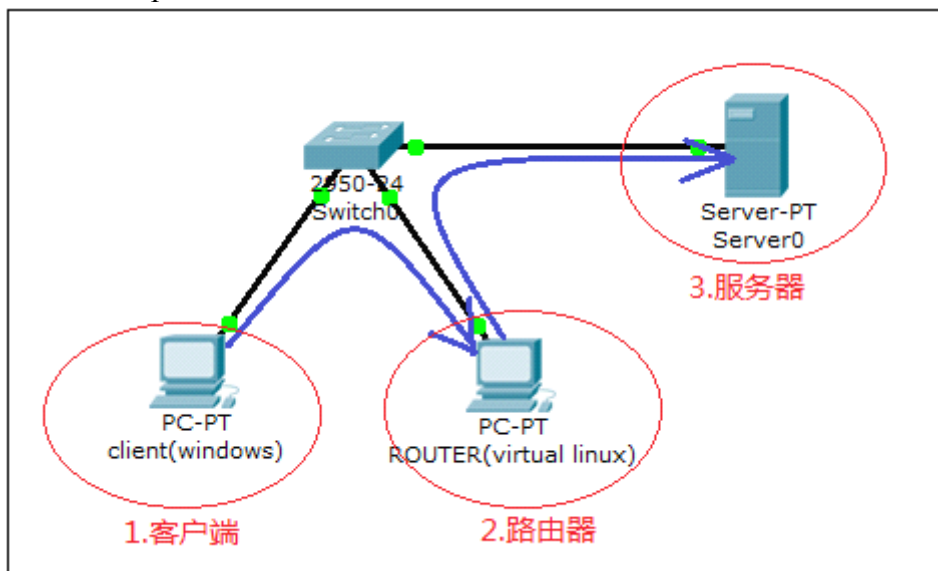 2950-24
Switch0
Server-PT
Server0
3.服务器
PC-PT
client(windows)
PC-PT
ROUTER(virtual linux)
1.客户端
2.路由器